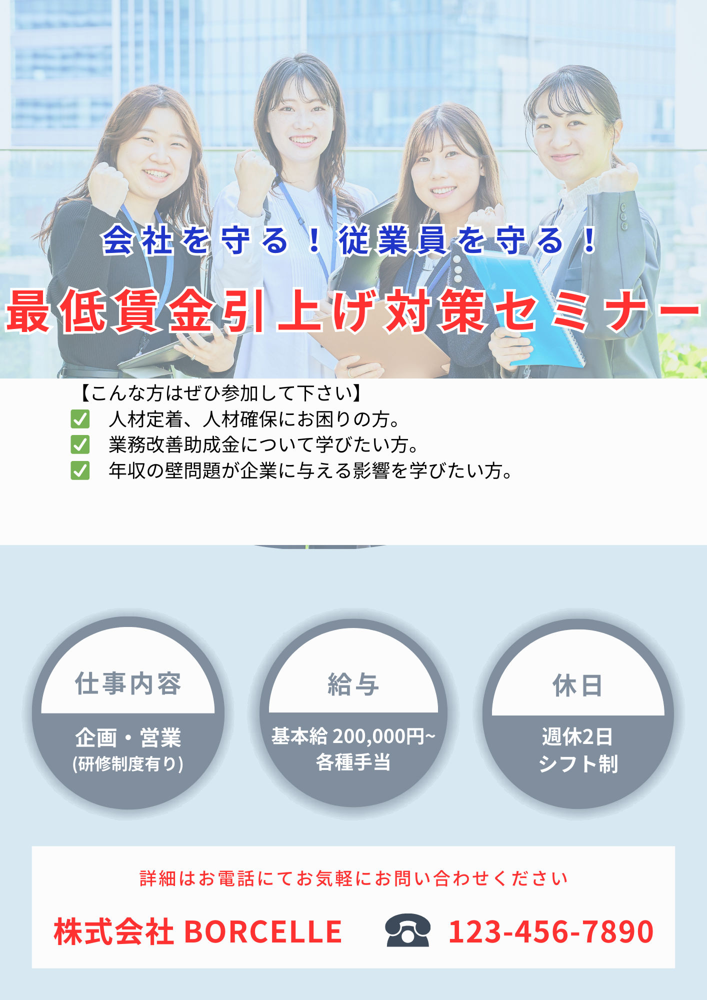 会社を守る！従業員を守る！
最低賃金引上げ対策セミナー
【こんな方はぜひ参加して下さい】
✅　人材定着、人材確保にお困りの方。
✅　業務改善助成金について学びたい方。
✅　年収の壁問題が企業に与える影響を学びたい方。
仕事内容
企画・営業
(研修制度有り)
給与
基本給 200,000円~
各種手当
休日
週休2日
シフト制
詳細はお電話にてお気軽にお問い合わせください
株式会社 BORCELLE
123-456-7890